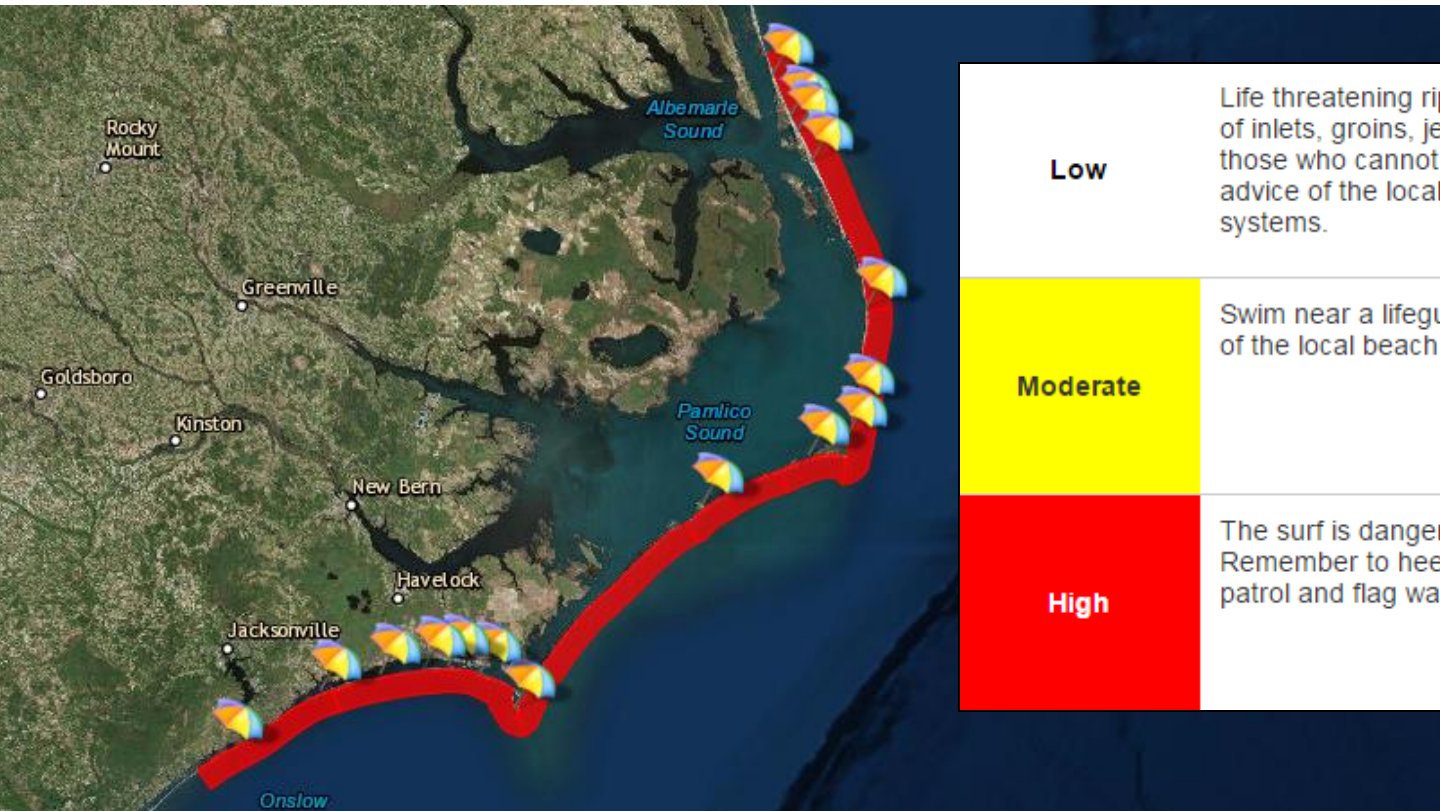 Albemarle
Sound
Rocky
Mount
Greenville
Goldsboro
Kinston
Pamlico
Sound
New Bern
Havelock
Jacksonville
Onslow
Low
Life threatening rip
of inlets, groins, je
those who cannot
advice of the local
systems.
Moderate
Swim near a lifegu
of the local beach
High
The surf is danger
Remember to hee
patrol and flag wa